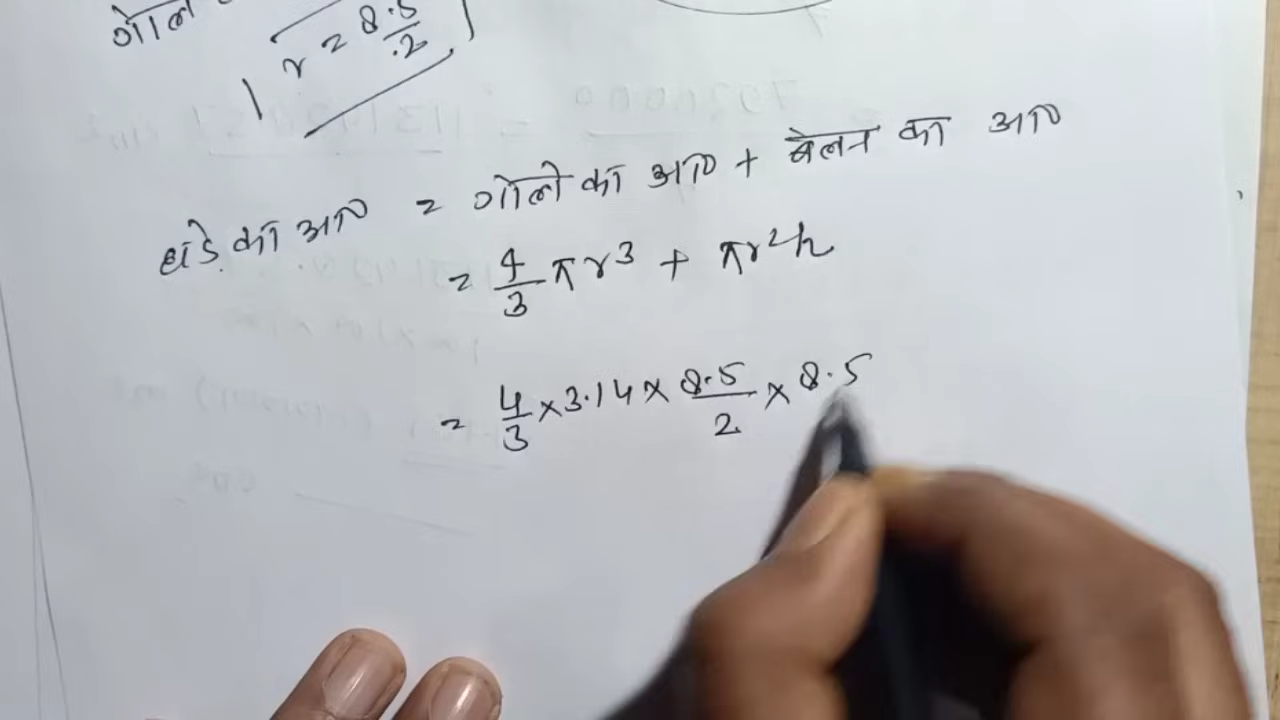 गोले
r = 8.5/.2
घड़े का आ०
= गोले का आ० + बेलन का आ०
= 4/3 πr³ + πr²h
= 4/3 × 3.14 × 8.5/2 × 8.5